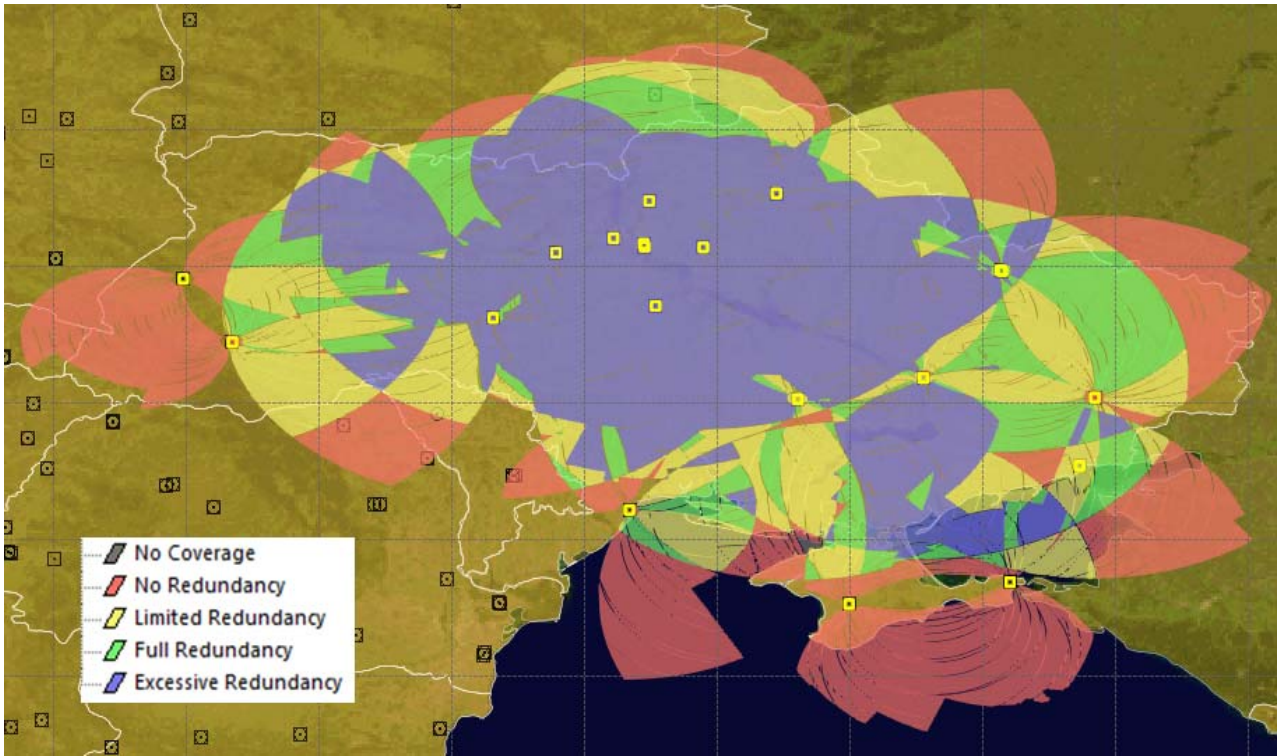 No Coverage
No Redundancy
Limited Redundancy
Full Redundancy
Excessive Redundancy